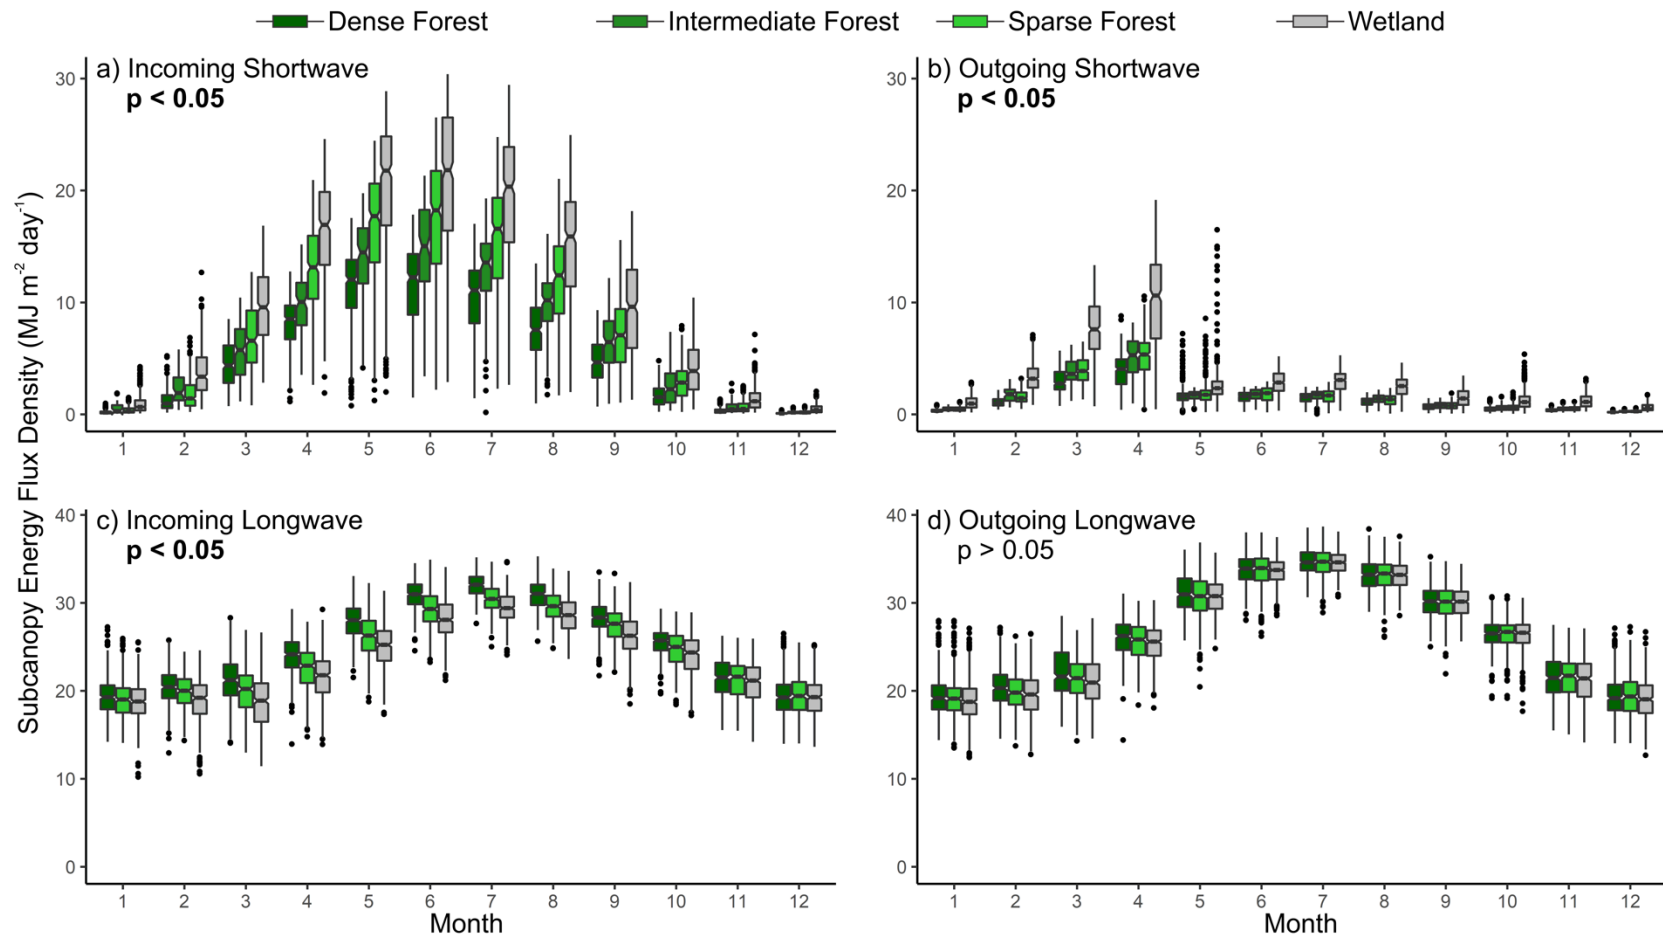 Dense Forest Intermediate Forest Sparse Forest Wetland
Subcanopy Energy Flux Density (MJ m⁻² day⁻¹)
a) Incoming Shortwave
p < 0.05
30
20
10
0
1 2 3 4 5 6 7 8 9 10 11 12
b) Outgoing Shortwave
p < 0.05
30
20
10
0
1 2 3 4 5 6 7 8 9 10 11 12
c) Incoming Longwave
p < 0.05
40
30
20
10
0
1 2 3 4 5 6 7 8 9 10 11 12
Month
d) Outgoing Longwave
p > 0.05
40
30
20
10
0
1 2 3 4 5 6 7 8 9 10 11 12
Month